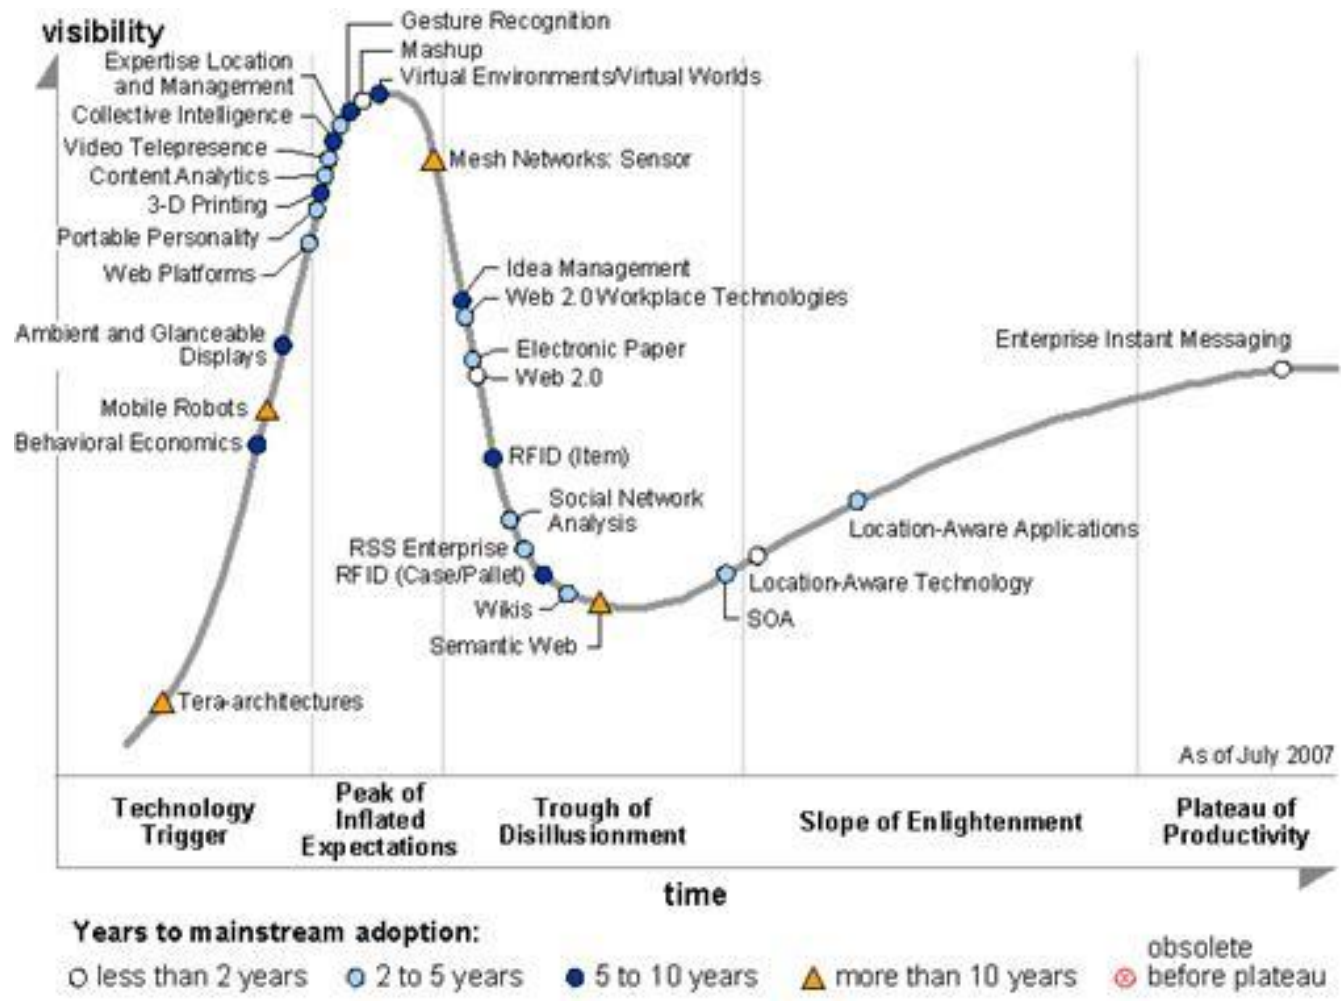 visibility
Gesture Recognition
Mashup
Virtual Environments/Virtual Worlds
Expertise Location
and Management
Collective Intelligence
Video Telepresence
Content Analytics
3-D Printing
Portable Personality
Web Platforms
Ambient and Glanceable
Displays
Mobile Robots
Behavioral Economics
Tera-architectures
Mesh Networks: Sensor
Idea Management
Web 2.0 Workplace Technologies
Electronic Paper
Web 2.0
RFID (Item)
Social Network
Analysis
RSS Enterprise
RFID (Case/Pallet)
Wikis
Semantic Web
Enterprise Instant Messaging
Location-Aware Applications
Location-Aware Technology
SOA
As of July 2007
Technology
Trigger
Peak of
Inflated
Expectations
Trough of
Disillusionment
Slope of Enlightenment
Plateau of
Productivity
time
Years to mainstream adoption:
less than 2 years
2 to 5 years
5 to 10 years
more than 10 years
obsolete
before plateau